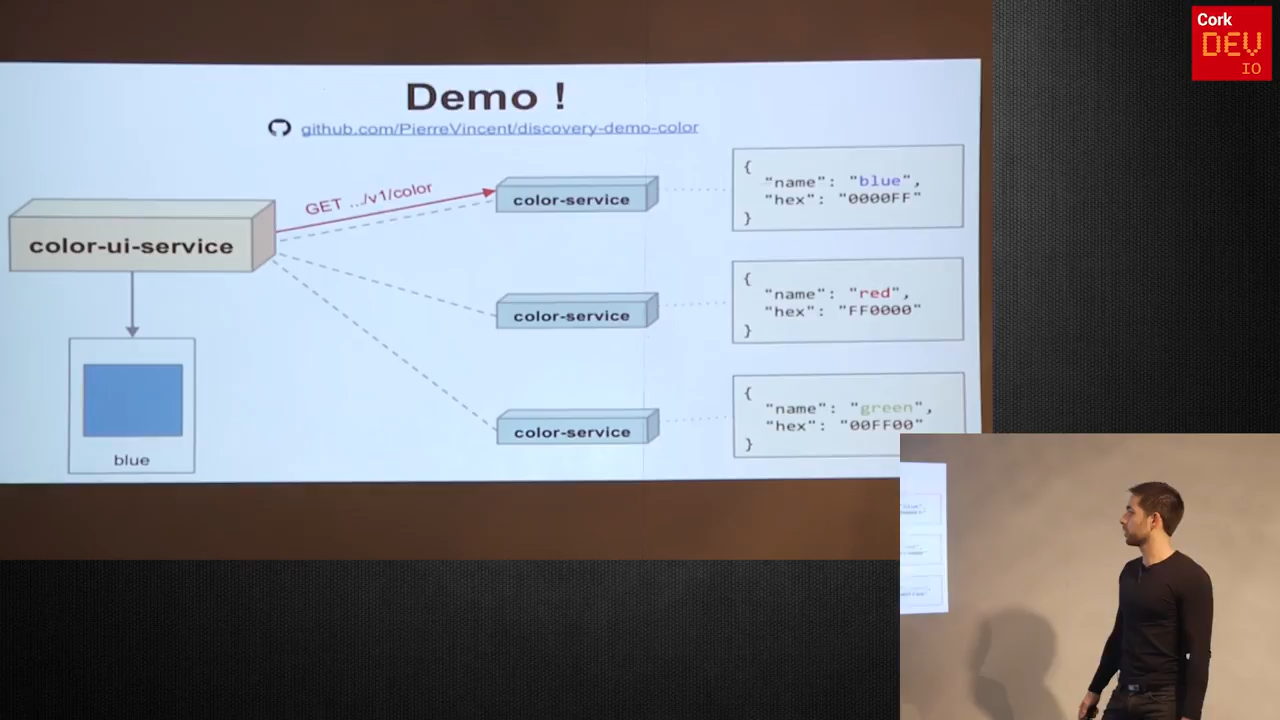 Cork
DEV
IO
Demo !
github.com/PierreVincent/discovery-demo-color
GET .../v1/color
color-ui-service
blue
color-service
{
"name": "blue",
"hex": "0000FF"
}
color-service
{
"name": "red",
"hex": "FF0000"
}
color-service
{
"name": "green",
"hex": "00FF00"
}